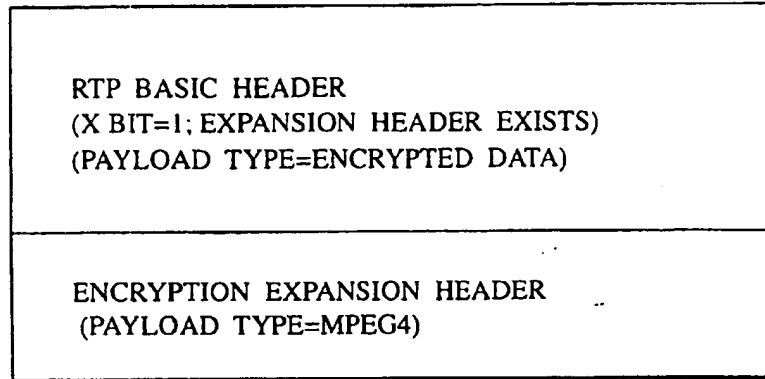 RTP BASIC HEADER
(X BIT=1; EXPANSION HEADER EXISTS)
(PAYLOAD TYPE=ENCRYPTED DATA)
ENCRYPTION EXPANSION HEADER
(PAYLOAD TYPE=MPEG4)